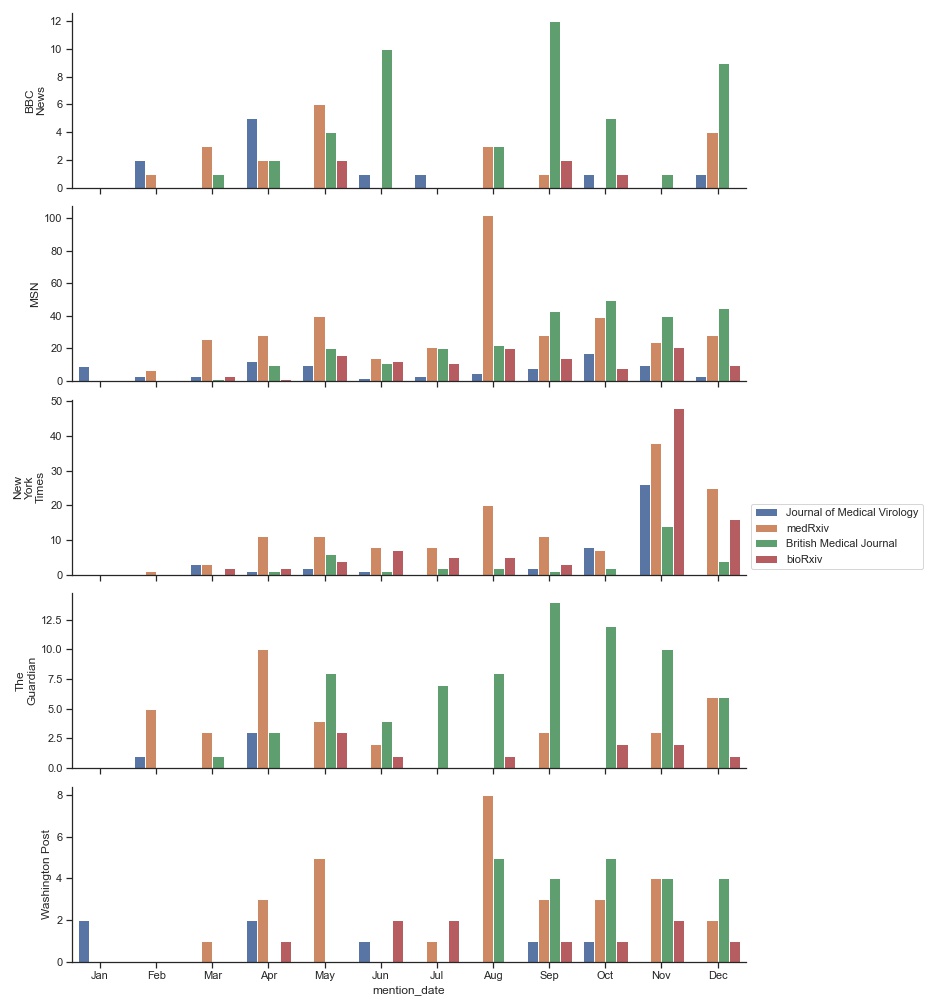 12
10
8
6
4
2
0
BBC
News
100
80
60
40
20
0
MSN
50
40
30
20
10
0
New
York
Times
Journal of Medical Virology
medRxiv
British Medical Journal
bioRxiv
12.5
10.0
7.5
5.0
2.5
0.0
The
Guardian
8
6
4
2
0
Washington Post
Jan Feb Mar Apr May Jun Jul Aug Sep Oct Nov Dec
mention_date